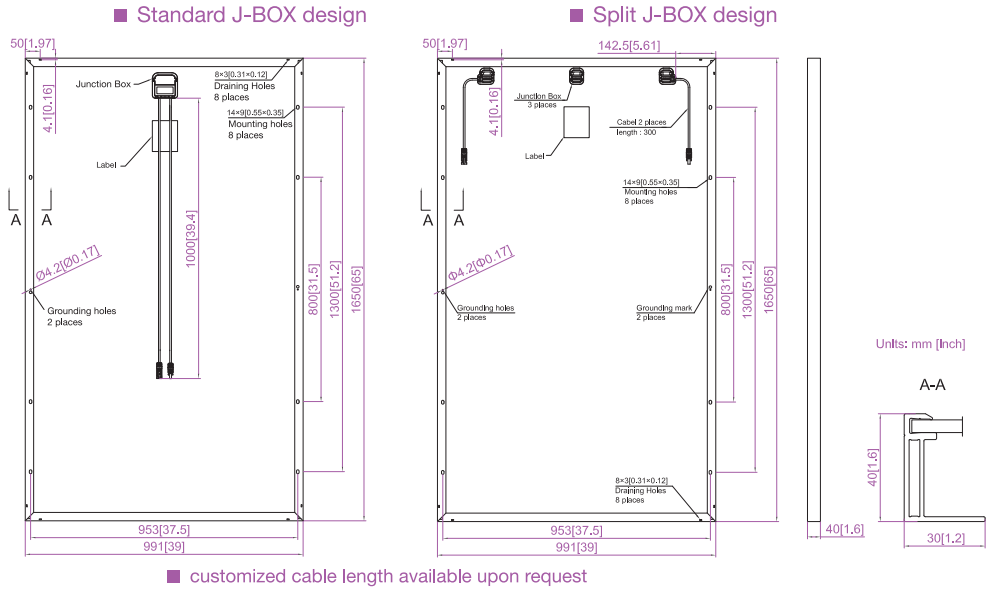 ■ Standard J-BOX design
■ Split J-BOX design
50[1.97]
4.1[0.16]
Junction Box
8×3[0.31×0.12]
Draining Holes
8 places
14×9[0.55×0.35]
Mounting holes
8 places
Label
A A
1000[39.4]
Ø4.2[Ø0.17]
Grounding holes
2 places
800[31.5]
1300[51.2]
1650[65]
953[37.5]
991[39]
50[1.97]
142.5[5.61]
4.1[0.16]
Junction Box
3 places
Cabel 2 places
length : 300
Label
14×9[0.55×0.35]
Mounting holes
8 places
A A
Φ4.2[Φ0.17]
Grounding holes
2 places
Grounding mark
2 places
800[31.5]
1300[51.2]
1650[65]
8×3[0.31×0.12]
Draining Holes
8 places
953[37.5]
991[39]
40[1.6]
Units: mm [inch]
A-A
40[1.6]
30[1.2]
■ customized cable length available upon request